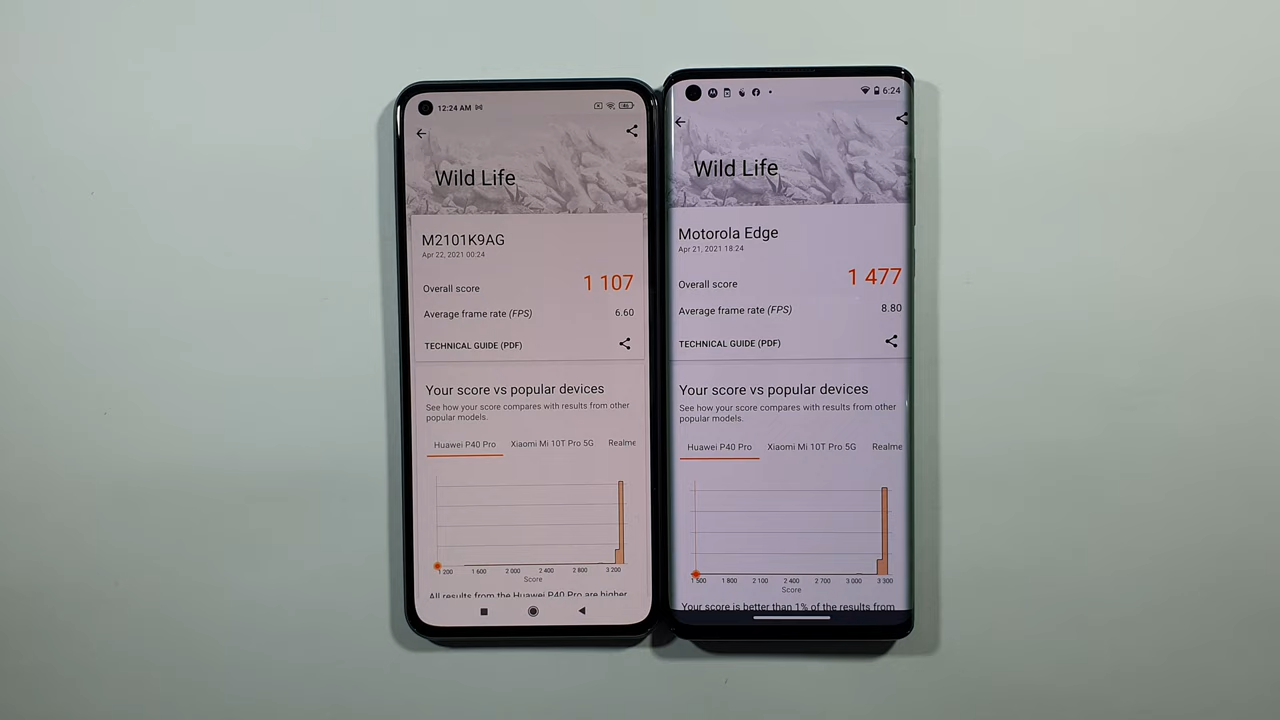 12:24 AM
46
Wild Life
M2101K9AG
Apr 22, 2021 00:24
Overall score
1 107
Average frame rate (FPS)
6.60
TECHNICAL GUIDE (PDF)
Your score vs popular devices
See how your score compares with results from other
popular models.
Huawei P40 Pro Xiaomi Mi 10T Pro 5G Realme
1 200 1 600 2 000 2 400 2 800 3 200
Score
All results from the Huawei P40 Pro are higher
6:24
Wild Life
Motorola Edge
Apr 21, 2021 18:24
Overall score
1 477
Average frame rate (FPS)
8.80
TECHNICAL GUIDE (PDF)
Your score vs popular devices
See how your score compares with results from other
popular models.
Huawei P40 Pro Xiaomi Mi 10T Pro 5G Realme
1 500 1 800 2 100 2 400 2 700 3 000 3 300
Score
Your score is better than 1% of the results from